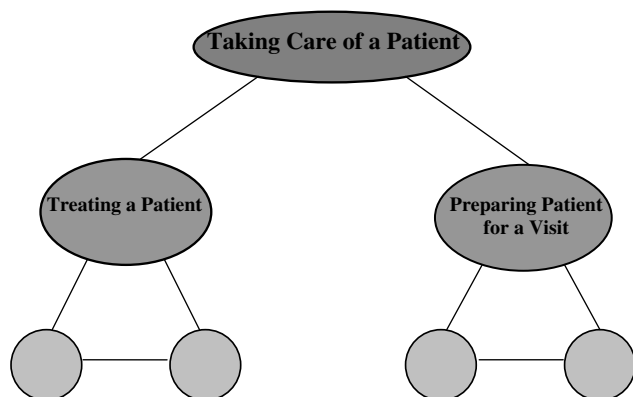 Taking Care of a Patient
Treating a Patient
Preparing Patient
for a Visit